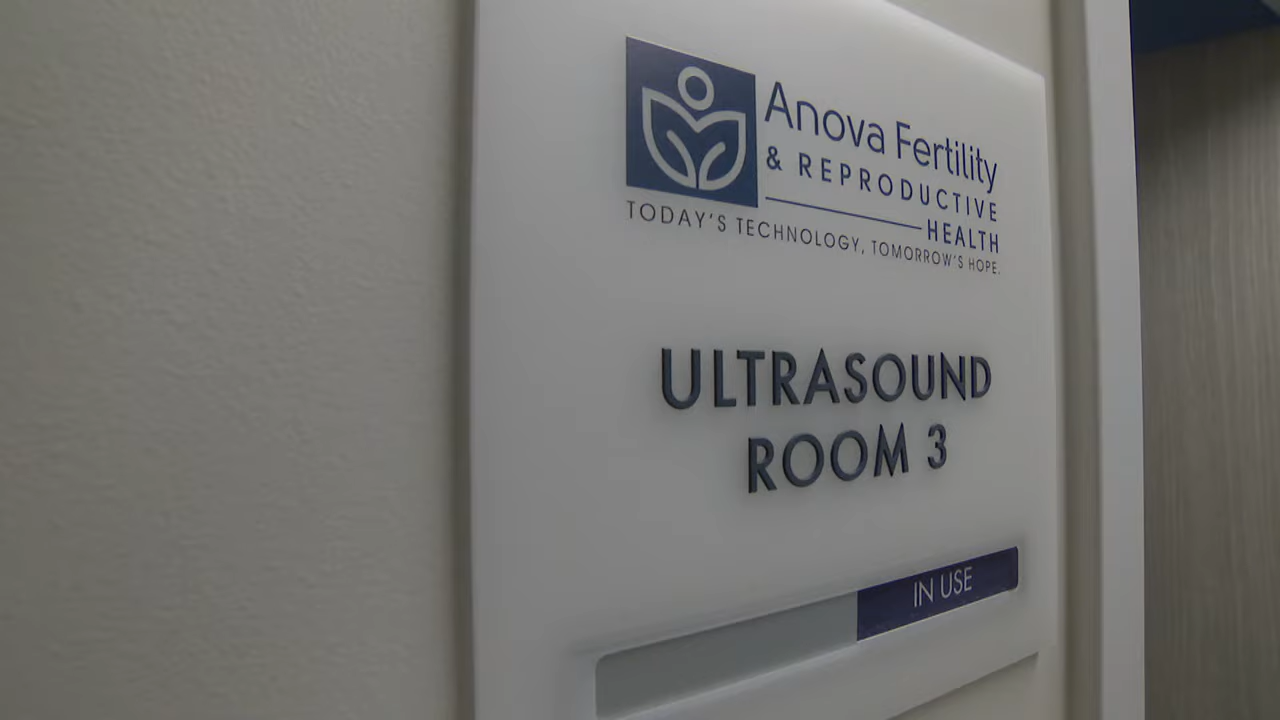 Anova Fertility
& REPRODUCTIVE
HEALTH
TODAY'S TECHNOLOGY, TOMORROW'S HOPE.
ULTRASOUND
ROOM 3
IN USE